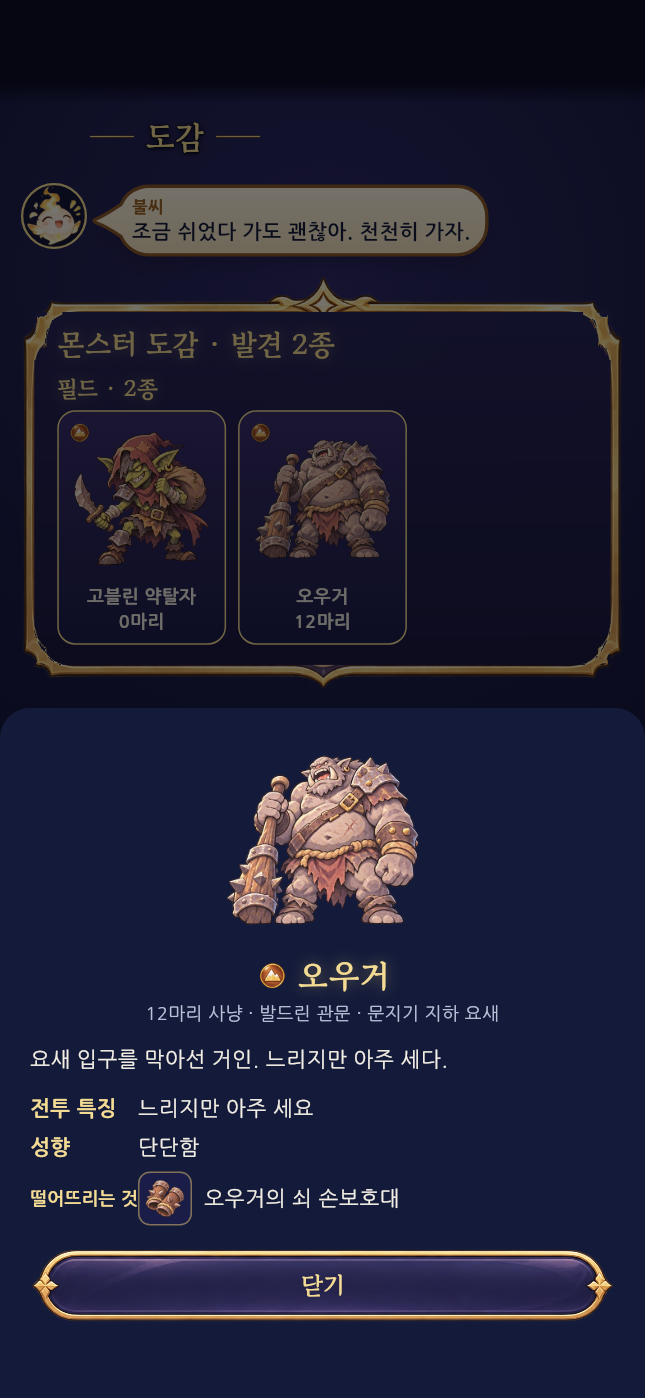 도감
불씨
조금 쉬었다 가도 괜찮아. 천천히 가자.
몬스터 도감 · 발견 2종
필드 · 2종
고블린 약탈자
0마리
오우거
12마리
오우거
12마리 사냥 · 발드린 관문 · 문지기 지하 요새
요새 입구를 막아선 거인. 느리지만 아주 세다.
전투 특징 느리지만 아주 세요
성향 단단함
떨어뜨리는 것 오우거의 쇠 손보호대
닫기